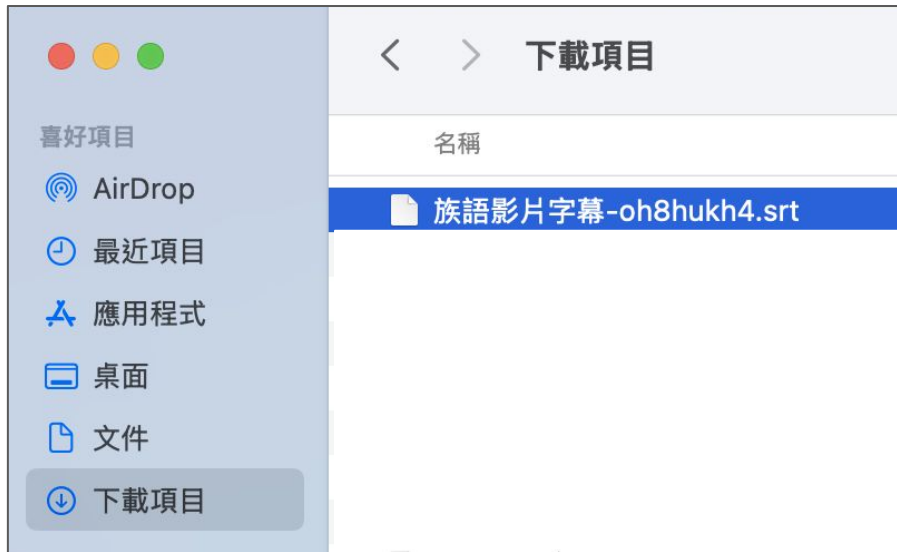 下載項目
喜好項目
名稱
AirDrop
族語影片字幕-oh8hukh4.srt
最近項目
應用程式
桌面
文件
下載項目